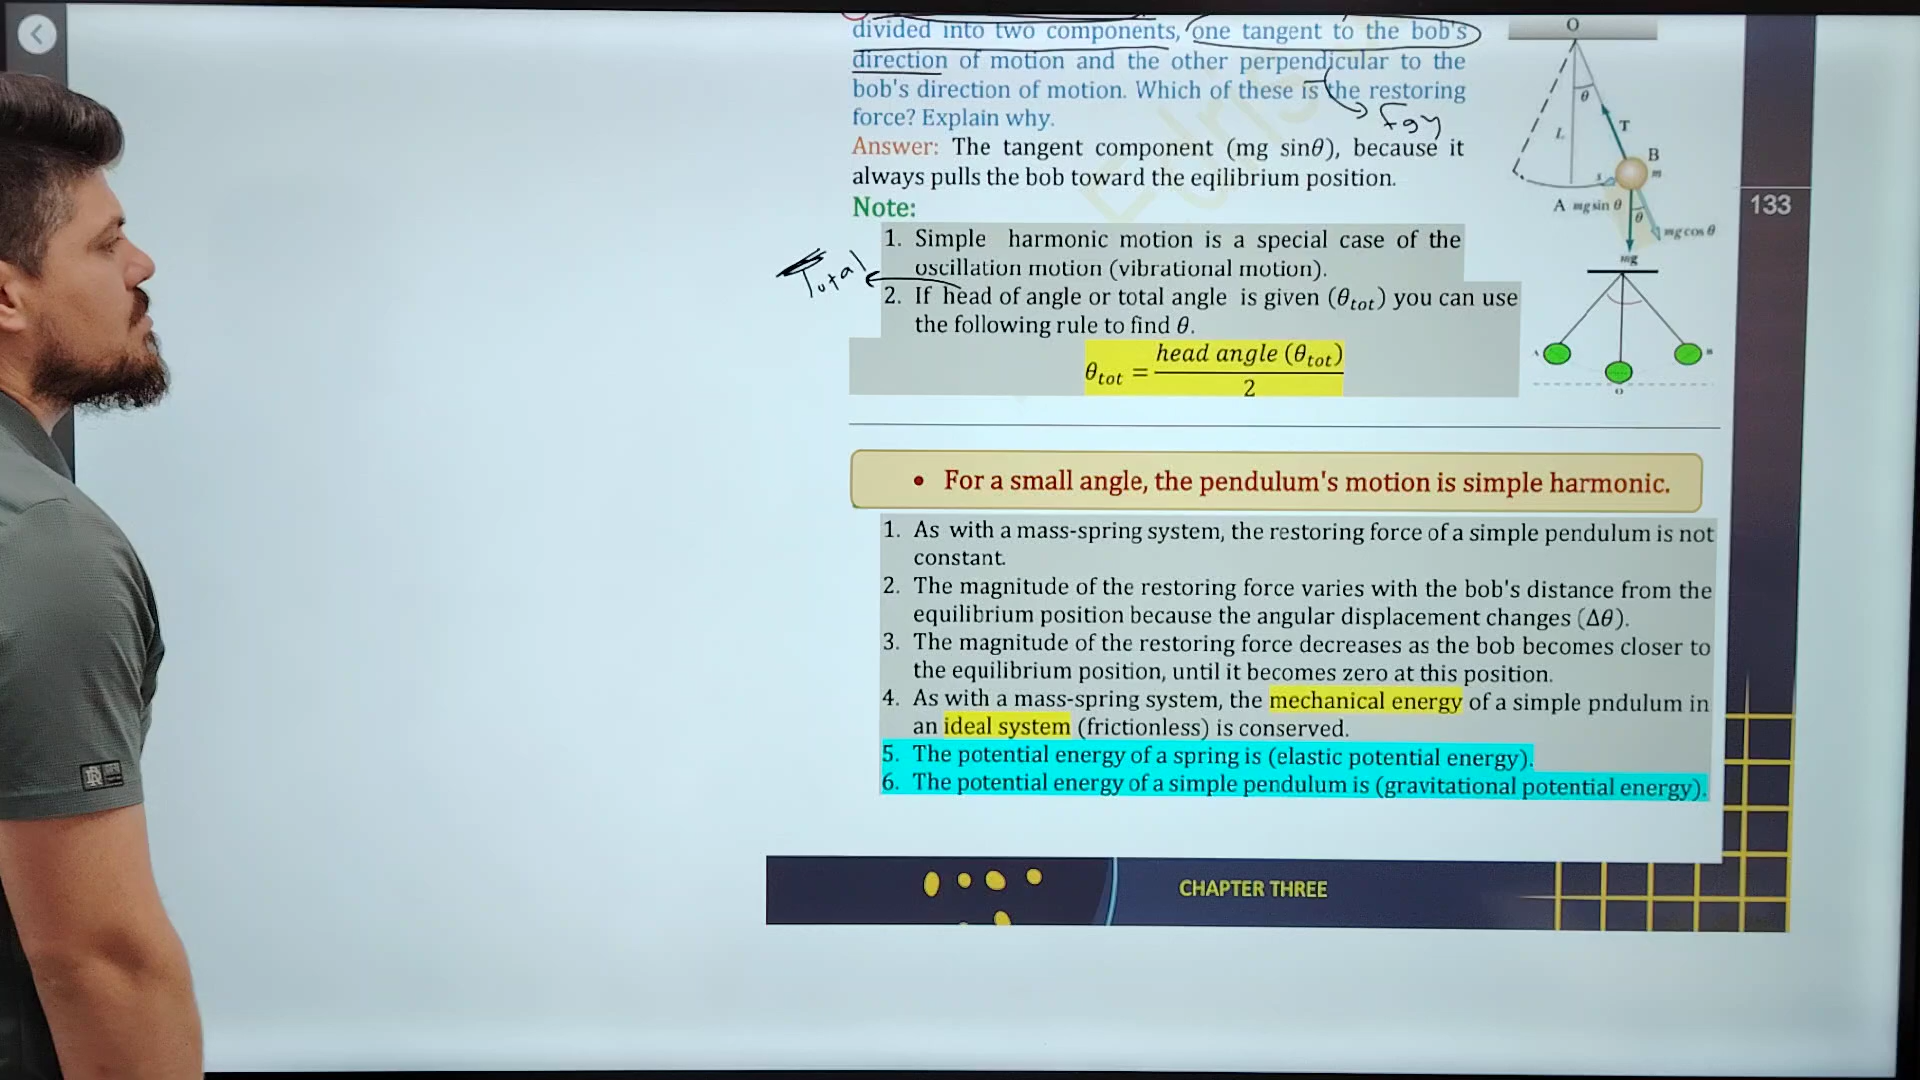 divided into two components, one tangent to the bob's
direction of motion and the other perpendicular to the
bob's direction of motion. Which of these is the restoring
force? Explain why.
Fgy
Answer: The tangent component (mg sinθ), because it
always pulls the bob toward the eqilibrium position.
Note:
1. Simple harmonic motion is a special case of the
oscillation motion (vibrational motion).
Total
2. If head of angle or total angle is given (θtot) you can use
the following rule to find θ.
θtot = head angle (θtot)
2
O
θ
L
T
B
m
s
A mg sin θ
θ
mg cos θ
mg
A
B
O
133
• For a small angle, the pendulum's motion is simple harmonic.
1. As with a mass-spring system, the restoring force of a simple pendulum is not
constant.
2. The magnitude of the restoring force varies with the bob's distance from the
equilibrium position because the angular displacement changes (Δθ).
3. The magnitude of the restoring force decreases as the bob becomes closer to
the equilibrium position, until it becomes zero at this position.
4. As with a mass-spring system, the mechanical energy of a simple pndulum in
an ideal system (frictionless) is conserved.
5. The potential energy of a spring is (elastic potential energy).
6. The potential energy of a simple pendulum is (gravitational potential energy).
CHAPTER THREE